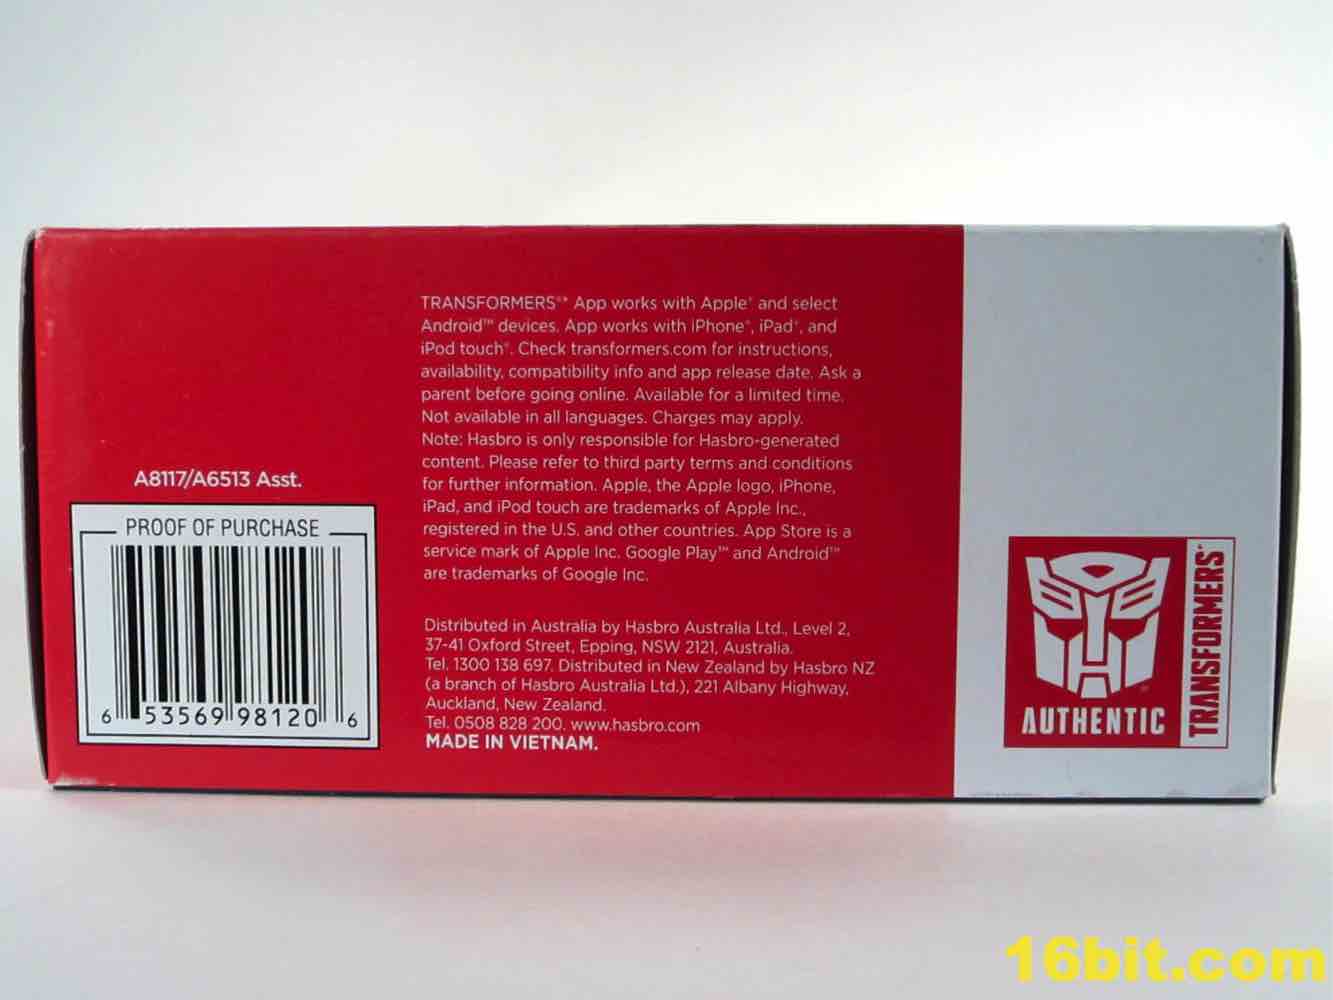 A8117/A6513 Asst.
PROOF OF PURCHASE
6 53569 98120 6
TRANSFORMERS®* App works with Apple® and select
Android™ devices. App works with iPhone®, iPad®, and
iPod touch®. Check transformers.com for instructions,
availability, compatibility info and app release date. Ask a
parent before going online. Available for a limited time.
Not available in all languages. Charges may apply.
Note: Hasbro is only responsible for Hasbro-generated
content. Please refer to third party terms and conditions
for further information. Apple, the Apple logo, iPhone,
iPad, and iPod touch are trademarks of Apple Inc.,
registered in the U.S. and other countries. App Store is a
service mark of Apple Inc. Google Play™ and Android™
are trademarks of Google Inc.
Distributed in Australia by Hasbro Australia Ltd., Level 2,
37-41 Oxford Street, Epping, NSW 2121, Australia.
Tel. 1300 138 697. Distributed in New Zealand by Hasbro NZ
(a branch of Hasbro Australia Ltd.), 221 Albany Highway,
Auckland, New Zealand.
Tel. 0508 828 200. www.hasbro.com
MADE IN VIETNAM.
AUTHENTIC
TRANSFORMERS®
16bit.com